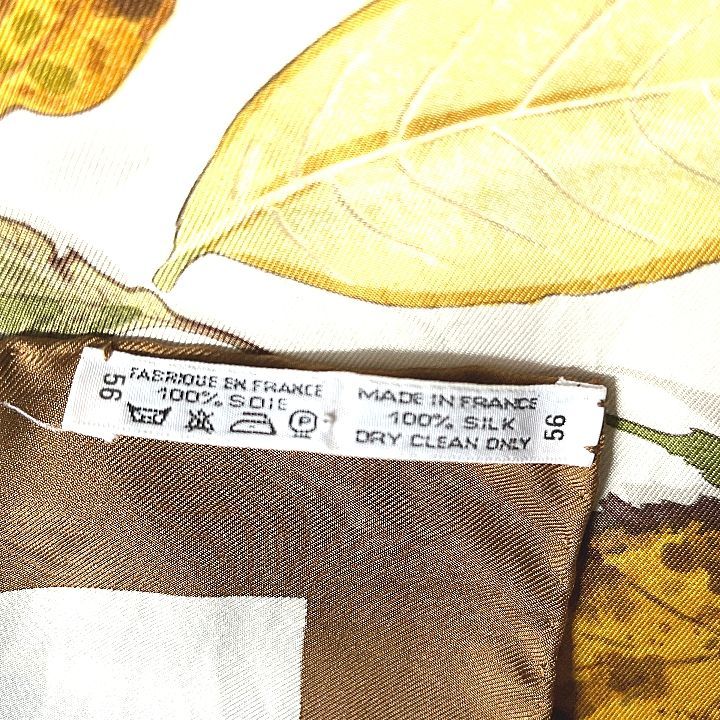 56
FABRIQUE EN FRANCE
100% SOIE
P
MADE IN FRANCE
100% SILK
DRY CLEAN ONLY
56